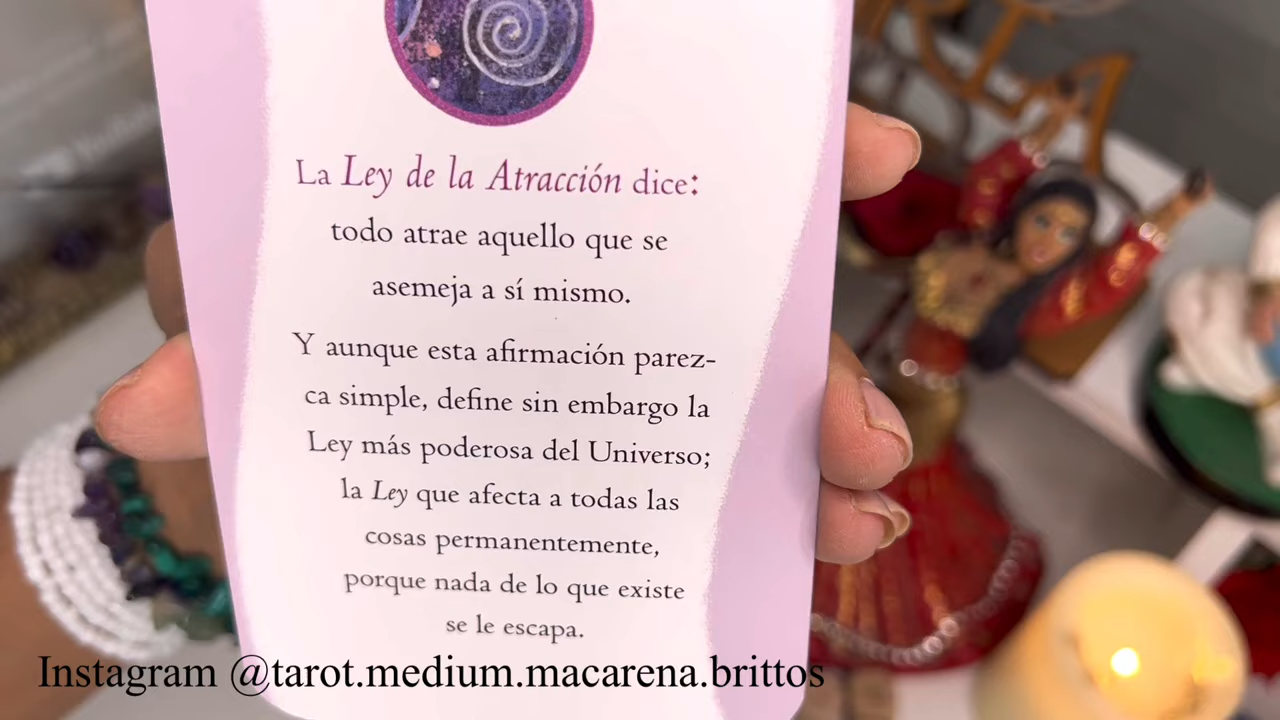 La Ley de la Atracción dice:
todo atrae aquello que se
asemeja a sí mismo.
Y aunque esta afirmación parez-
ca simple, define sin embargo la
Ley más poderosa del Universo;
la Ley que afecta a todas las
cosas permanentemente,
porque nada de lo que existe
se le escapa.
Instagram @tarot.medium.macarena.brittos